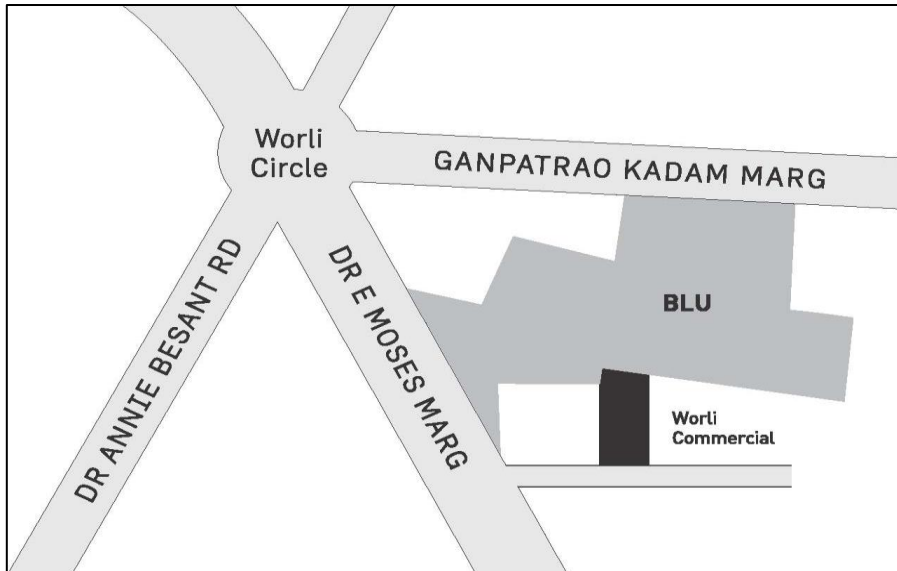 Worli
Circle
GANPATRAO KADAM MARG
DR ANNIE BESANT RD
DR E MOSES MARG
BLU
Worli
Commercial